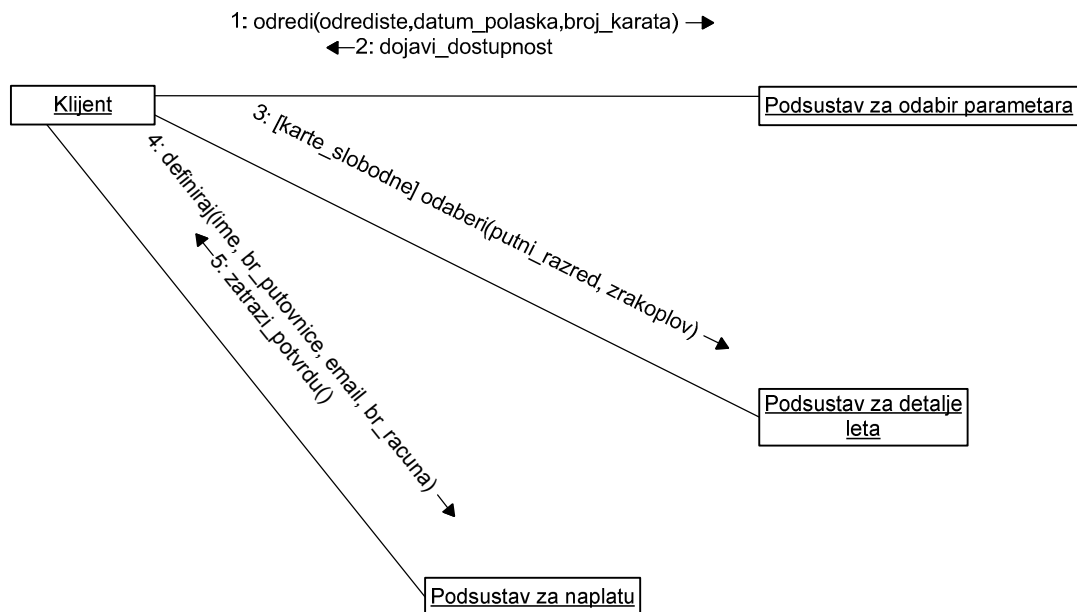 1: odredi(odrediste,datum_polaska,broj_karata)
2: dojavi_dostupnost
Klijent
Podsustav za odabir parametara
3: [karte_slobodne] odaberi(putni_razred, zrakoplov)
4: definiraj(ime, br_putovnice, email, br_racuna)
5: zatrazi_potvrdu()
Podsustav za detalje
leta
Podsustav za naplatu